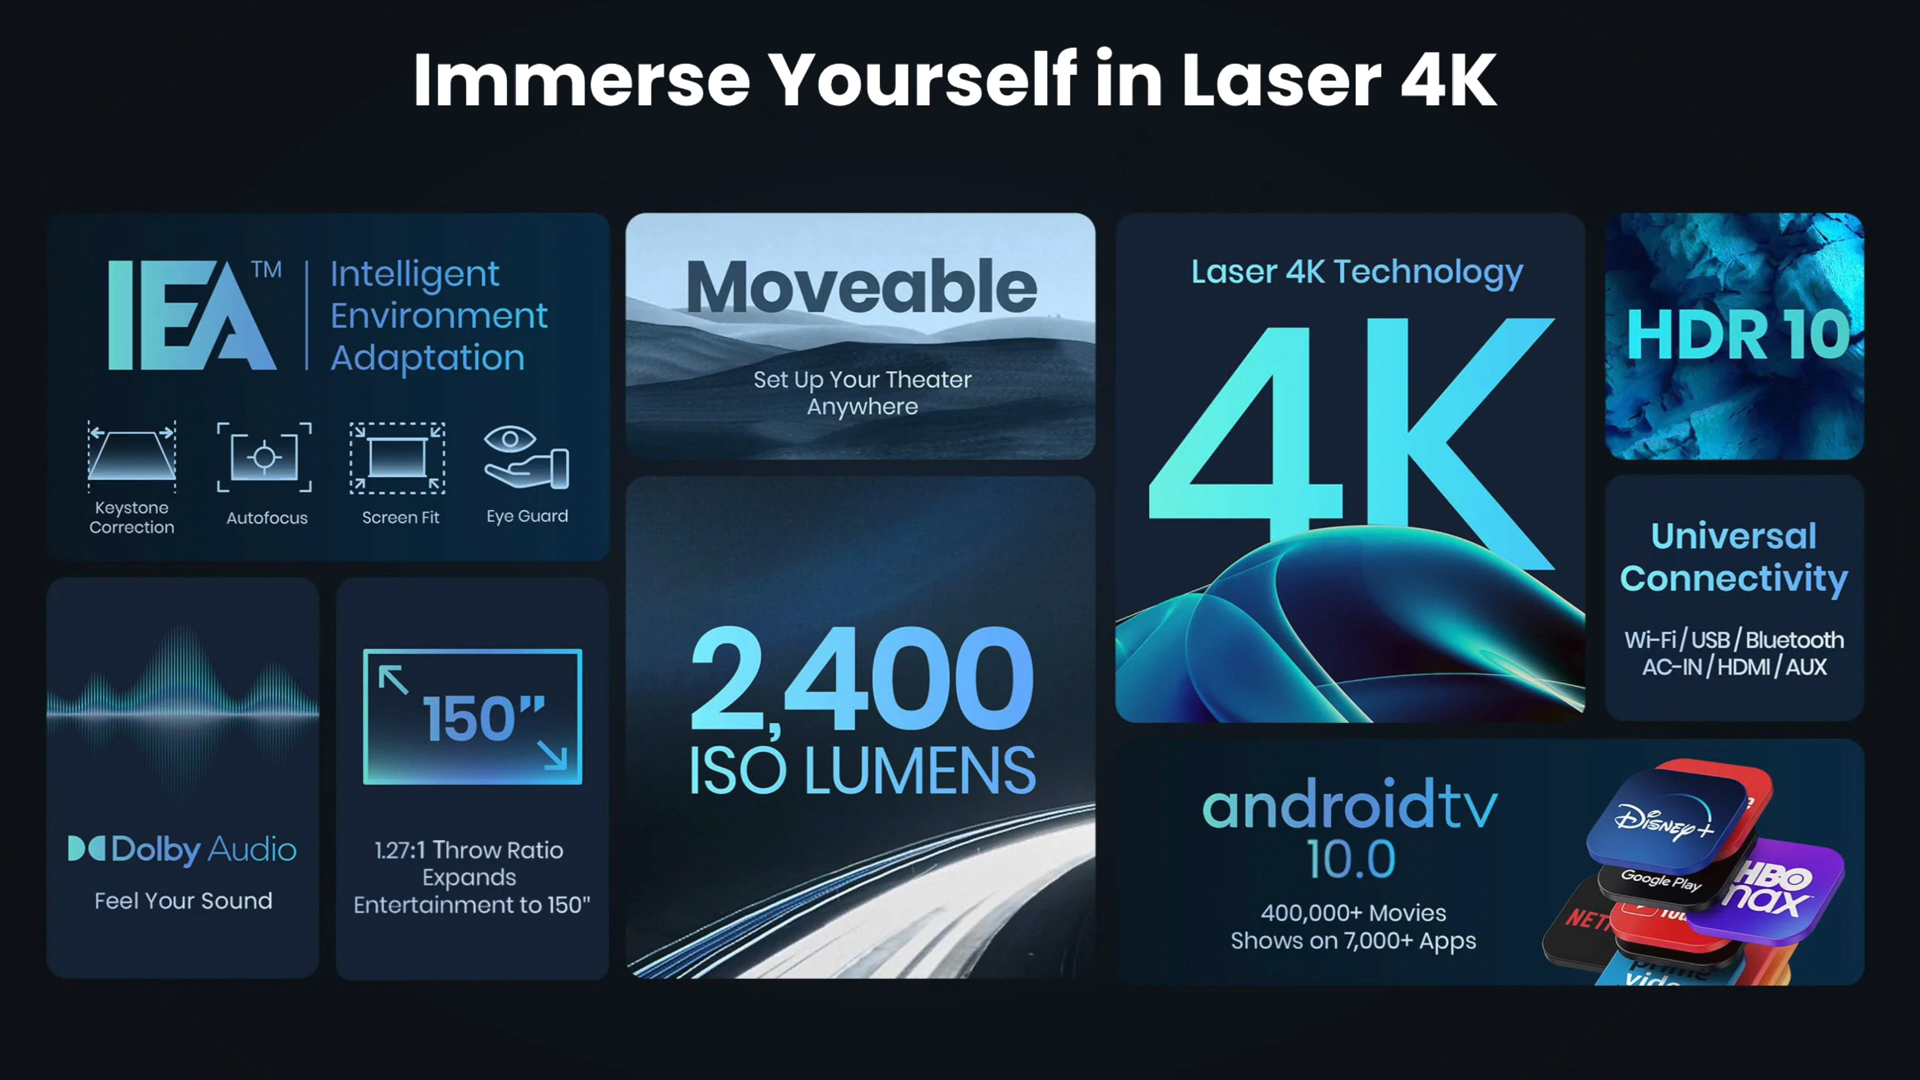 Immerse Yourself in Laser 4K
IEA™
Intelligent
Environment
Adaptation
Keystone
Correction
Autofocus
Screen Fit
Eye Guard
Moveable
Set Up Your Theater
Anywhere
Laser 4K Technology
4K
HDR 10
Universal
Connectivity
Wi-Fi / USB / Bluetooth
AC-IN / HDMI / AUX
Dolby Audio
Feel Your Sound
150”
1.27:1 Throw Ratio
Expands
Entertainment to 150"
2,400
ISO LUMENS
androidtv
10.0
400,000+ Movies
Shows on 7,000+ Apps
Disney+
Google Play
HBO
max
prime